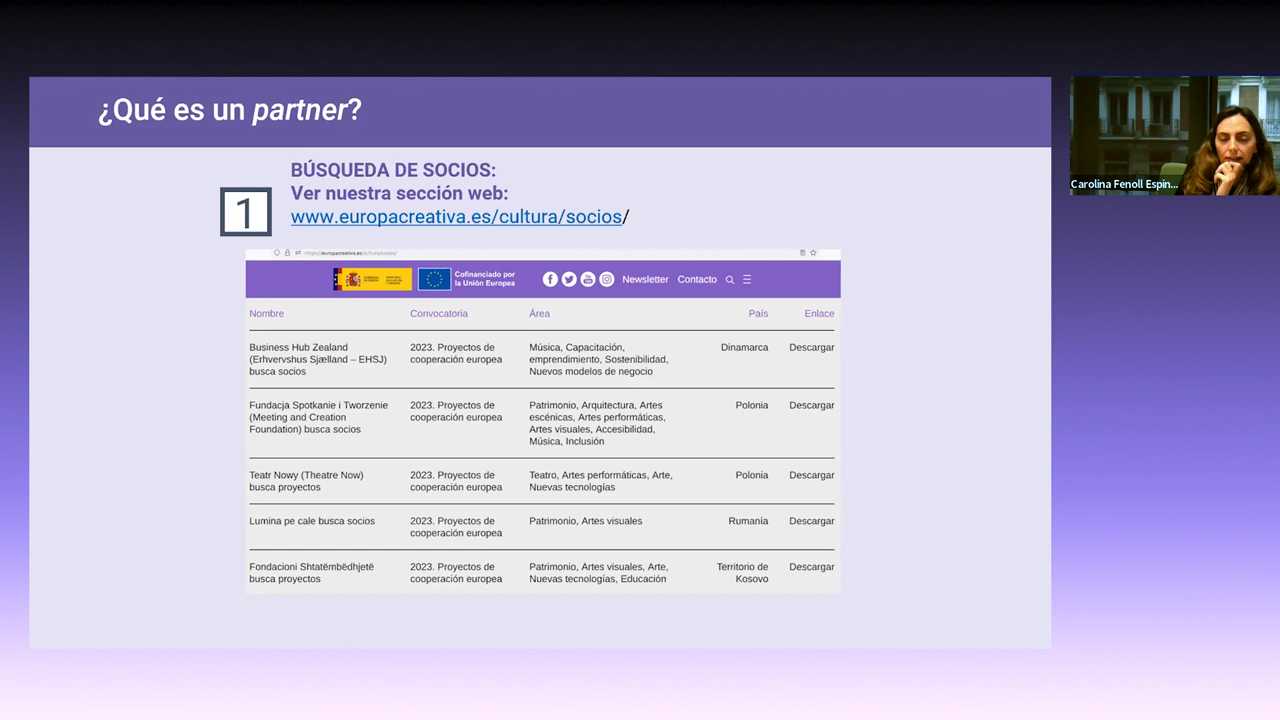 ¿Qué es un partner?
BÚSQUEDA DE SOCIOS:
Ver nuestra sección web:
1
www.europacreativa.es/cultura/socios/
https://europacreativa.es/cultura/socios/
Cofinanciado por
la Unión Europea
Newsletter
Contacto
Nombre
Convocatoria
Área
País
Enlace
Business Hub Zealand
(Erhvervshus Sjælland – EHSJ)
busca socios
2023. Proyectos de
cooperación europea
Música, Capacitación,
emprendimiento, Sostenibilidad,
Nuevos modelos de negocio
Dinamarca
Descargar
Fundacja Spotkanie i Tworzenie
(Meeting and Creation
Foundation) busca socios
2023. Proyectos de
cooperación europea
Patrimonio, Arquitectura, Artes
escénicas, Artes performáticas,
Artes visuales, Accesibilidad,
Música, Inclusión
Polonia
Descargar
Teatr Nowy (Theatre Now)
busca proyectos
2023. Proyectos de
cooperación europea
Teatro, Artes performáticas, Arte,
Nuevas tecnologías
Polonia
Descargar
Lumina pe cale busca socios
2023. Proyectos de
cooperación europea
Patrimonio, Artes visuales
Rumanía
Descargar
Fondacioni Shtatëmbëdhjetë
busca proyectos
2023. Proyectos de
cooperación europea
Patrimonio, Artes visuales, Arte,
Nuevas tecnologías, Educación
Territorio de
Kosovo
Descargar
Carolina Fenoll Espin...